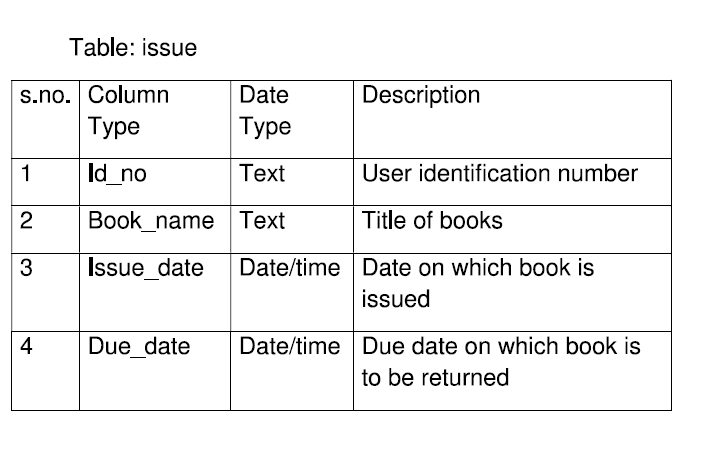 Table: issue
s.no. Column Type Date Type Description
1 Id_no Text User identification number
2 Book_name Text Title of books
3 Issue_date Date/time Date on which book is issued
4 Due_date Date/time Due date on which book is to be returned